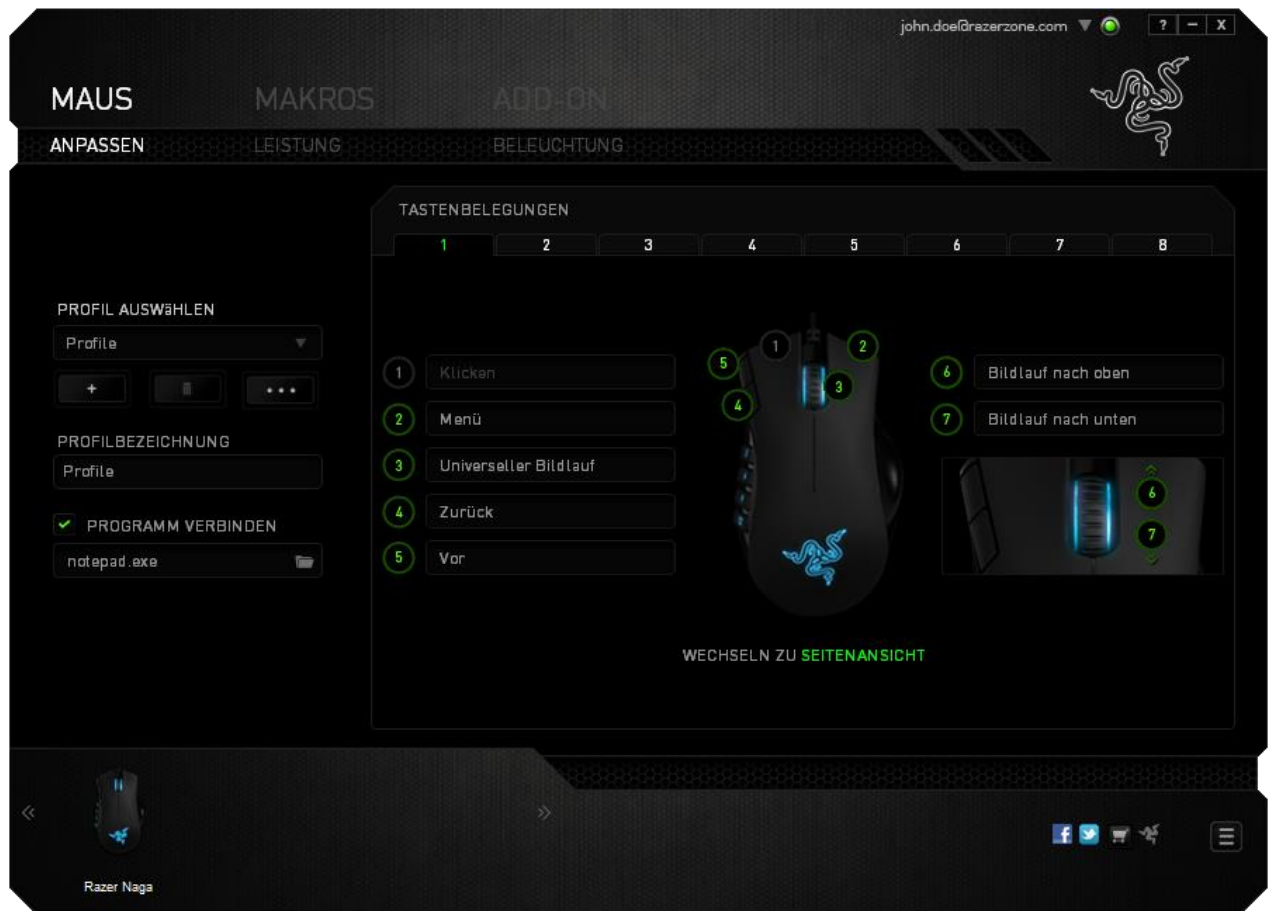 john.doe@razerzone.com
? – X
MAUS MAKROS ADD-ON
ANPASSEN LEISTUNG BELEUCHTUNG
TASTENBELEGUNGEN
1 2 3 4 5 6 7 8
PROFIL AUSWäHLEN
Profile
+ ...
PROFILBEZEICHNUNG
Profile
PROGRAMM VERBINDEN
notepad.exe
1 Klicken
2 Menü
3 Universeller Bildlauf
4 Zurück
5 Vor
1
2
3
4
5
6 Bildlauf nach oben
7 Bildlauf nach unten
6
7
WECHSELN ZU SEITENANSICHT
Razer Naga